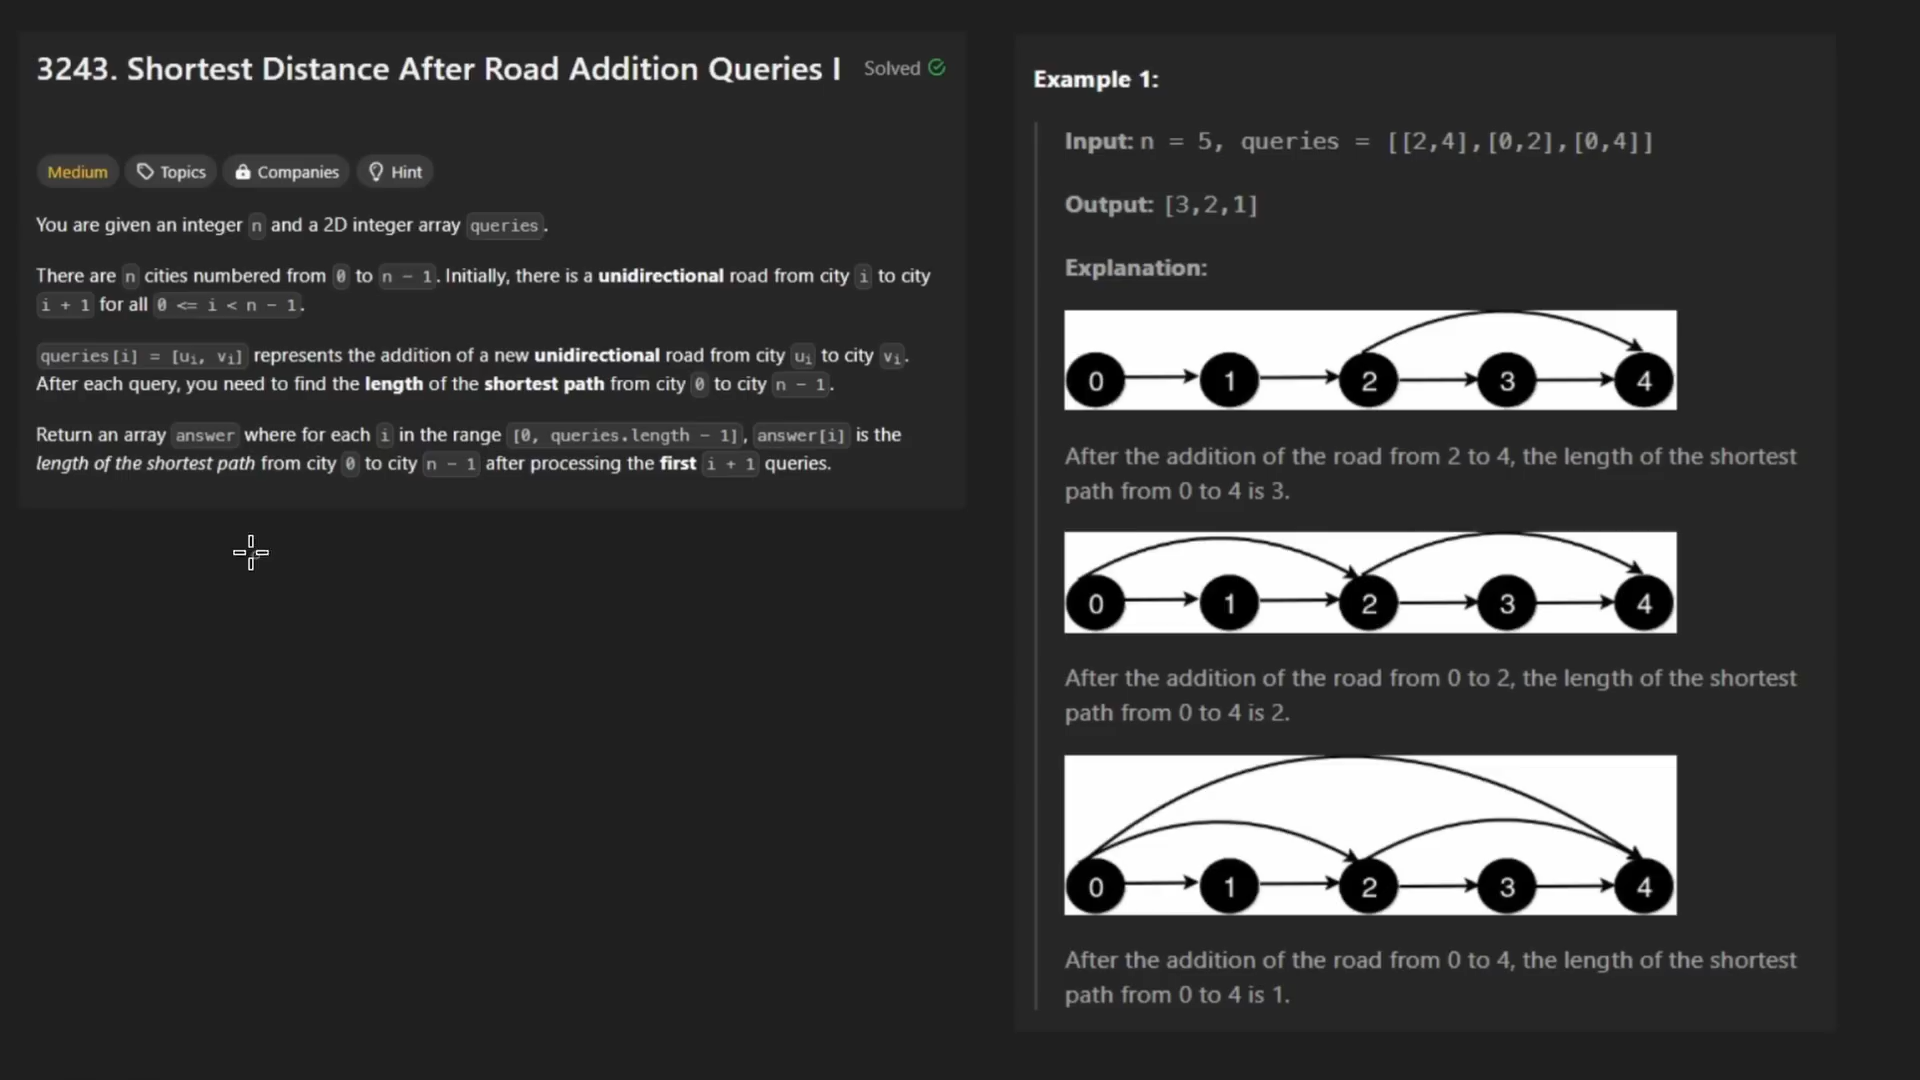 3243. Shortest Distance After Road Addition Queries I
Solved
Medium
Topics
Companies
Hint
You are given an integer n and a 2D integer array queries.
There are n cities numbered from 0 to n - 1. Initially, there is a unidirectional road from city i to city
i + 1 for all 0 <= i < n - 1.
queries[i] = [uᵢ, vᵢ] represents the addition of a new unidirectional road from city uᵢ to city vᵢ.
After each query, you need to find the length of the shortest path from city 0 to city n - 1.
Return an array answer where for each i in the range [0, queries.length - 1], answer[i] is the
length of the shortest path from city 0 to city n - 1 after processing the first i + 1 queries.
Example 1:
Input: n = 5, queries = [[2,4],[0,2],[0,4]]
Output: [3,2,1]
Explanation:
0 1 2 3 4
After the addition of the road from 2 to 4, the length of the shortest
path from 0 to 4 is 3.
0 1 2 3 4
After the addition of the road from 0 to 2, the length of the shortest
path from 0 to 4 is 2.
0 1 2 3 4
After the addition of the road from 0 to 4, the length of the shortest
path from 0 to 4 is 1.